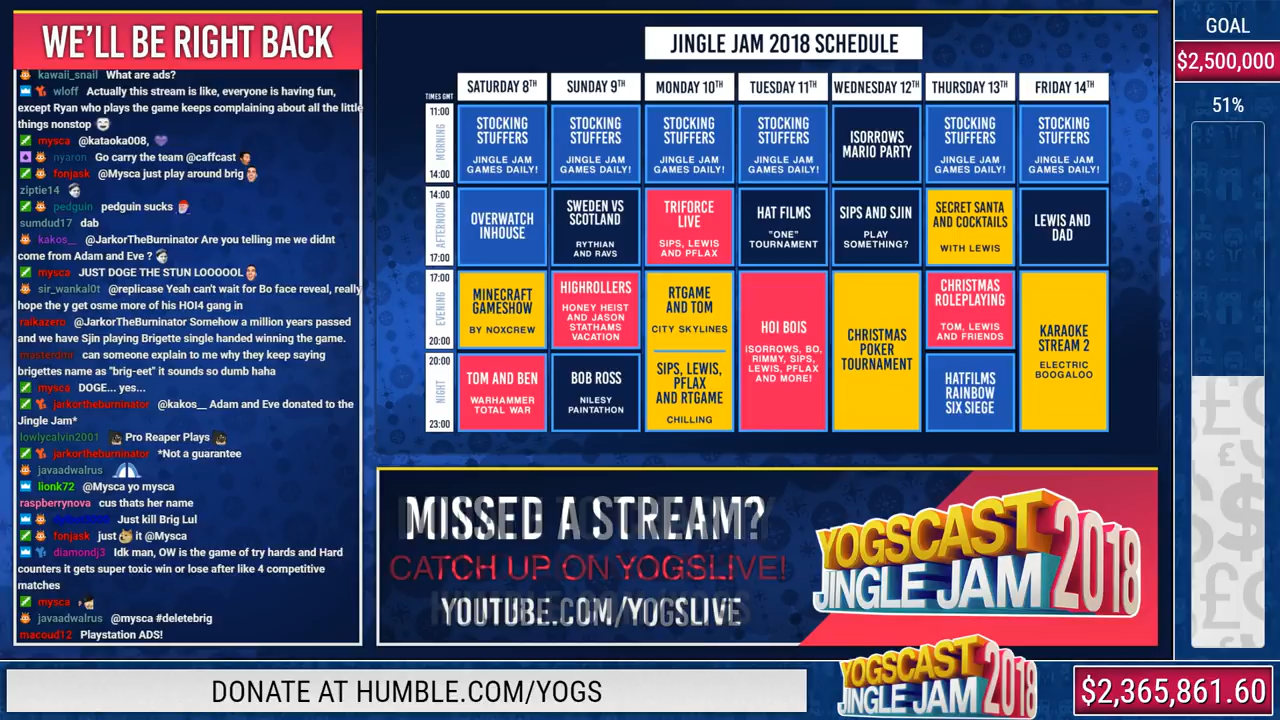 WE'LL BE RIGHT BACK
kawaii_snail What are ads?
wloff Actually this stream is like, everyone is having fun,
except Ryan who plays the game keeps complaining about all the little
things nonstop
mysca @kataoka008,
nyaron Go carry the team @caffcast
fonjask @Mysca just play around brig
ziptie14
pedguin pedguin sucks
sumdud17 dab
kakos_ @JarkorTheBurninator Are you telling me we didnt
come from Adam and Eve ?
mysca JUST DOGE THE STUN LOOOOOL
sir_wankal0t @replicase Yeah can't wait for Bo face reveal, really
hope the y get osme more of his HOI4 gang in
raikazero @JarkorTheBurninator Somehow a million years passed
and we have Sjin playing Brigette single handed winning the game.
masterditii can someone explain to me why they keep saying
brigettes name as "brig-eet" it sounds so dumb haha
mysca DOGE... yes...
jarkortheburninator @kakos__ Adam and Eve donated to the
Jingle Jam*
lowlycalvin2001 Pro Reaper Plays
jarkortheburninator *Not a guarantee
javaadwalrus
lionk72 @Mysca yo mysca
raspberrynova cus thats her name
Just kill Brig Lul
fonjask just it @Mysca
diamondj3 Idk man, OW is the game of try hards and Hard
counters it gets super toxic win or lose after like 4 competitive
matches
mysca
javaadwalrus @mysca #deletebrig
macoud12 Playstation ADS!
JINGLE JAM 2018 SCHEDULE
TIMES GMT
SATURDAY 8TH
SUNDAY 9TH
MONDAY 10TH
TUESDAY 11TH
WEDNESDAY 12TH
THURSDAY 13TH
FRIDAY 14TH
11:00
MORNING
14:00
STOCKING
STUFFERS
JINGLE JAM
GAMES DAILY!
STOCKING
STUFFERS
JINGLE JAM
GAMES DAILY!
STOCKING
STUFFERS
JINGLE JAM
GAMES DAILY!
STOCKING
STUFFERS
JINGLE JAM
GAMES DAILY!
ISORROWS
MARIO PARTY
STOCKING
STUFFERS
JINGLE JAM
GAMES DAILY!
STOCKING
STUFFERS
JINGLE JAM
GAMES DAILY!
14:00
AFTERNOON
17:00
OVERWATCH
INHOUSE
SWEDEN VS
SCOTLAND
RYTHIAN
AND RAVS
TRIFORCE
LIVE
SIPS, LEWIS
AND PFLAX
HAT FILMS
"ONE"
TOURNAMENT
SIPS AND SJIN
PLAY
SOMETHING?
SECRET SANTA
AND COCKTAILS
WITH LEWIS
LEWIS AND
DAD
17:00
EVENING
20:00
MINECRAFT
GAMESHOW
BY NOXCREW
HIGHROLLERS
HONEY HEIST
AND JASON
STATHAMS
VACATION
RTGAME
AND TOM
CITY SKYLINES
HOI BOIS
ISORROWS, BO,
RIMMY, SIPS,
LEWIS, PFLAX
AND MORE!
CHRISTMAS
POKER
TOURNAMENT
CHRISTMAS
ROLEPLAYING
TOM, LEWIS
AND FRIENDS
KARAOKE
STREAM 2
ELECTRIC
BOOGALOO
20:00
NIGHT
23:00
TOM AND BEN
WARHAMMER
TOTAL WAR
BOB ROSS
NILESY
PAINTATHON
SIPS, LEWIS,
PFLAX
AND RTGAME
CHILLING
HATFILMS
RAINBOW
SIX SIEGE
MISSED A STREAM?
CATCH UP ON YOGSLIVE!
YOUTUBE.COM/YOGSLIVE
YOGSCAST
JINGLE JAM
2018
GOAL
$2,500,000
51%
DONATE AT HUMBLE.COM/YOGS
YOGSCAST
JINGLE JAM
2018
$2,365,861.60